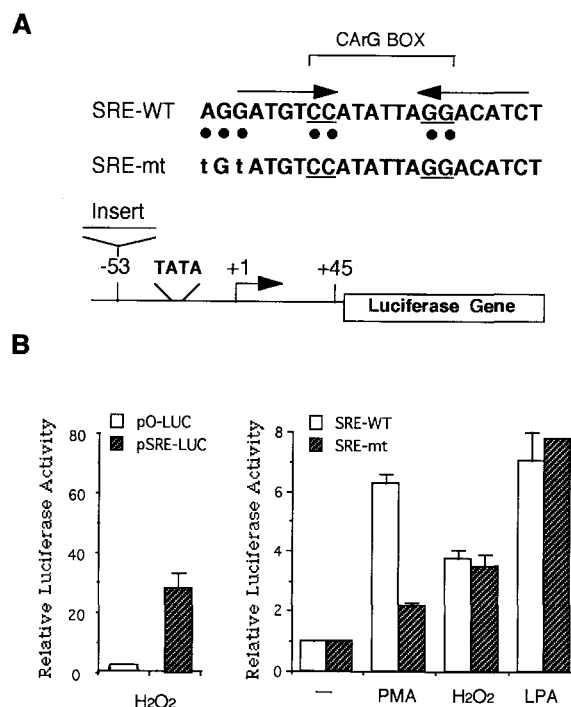 A
CArG BOX
SRE-WT AGGATGTCCATATTAGGACATCT
SRE-mt tGtATGTCCATATTAGGACATCT
Insert
-53 TATA +1 +45
Luciferase Gene
B
Relative Luciferase Activity
80
60
40
20
0
pO-LUC
pSRE-LUC
H2O2
Relative Luciferase Activity
8
6
4
2
0
SRE-WT
SRE-mt
— PMA H2O2 LPA